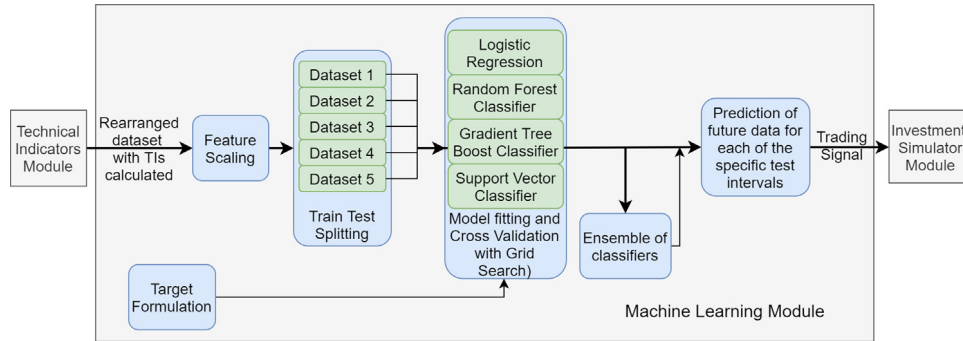 Technical
Indicators
Module
Rearranged
dataset
with TIs
calculated
Feature
Scaling
Dataset 1
Dataset 2
Dataset 3
Dataset 4
Dataset 5
Train Test
Splitting
Logistic
Regression
Random Forest
Classifier
Gradient Tree
Boost Classifier
Support Vector
Classifier
Model fitting and
Cross Validation
with Grid
Search)
Ensemble of
classifiers
Prediction of
future data for
each of the
specific test
intervals
Trading
Signal
Investment
Simulator
Module
Target
Formulation
Machine Learning Module